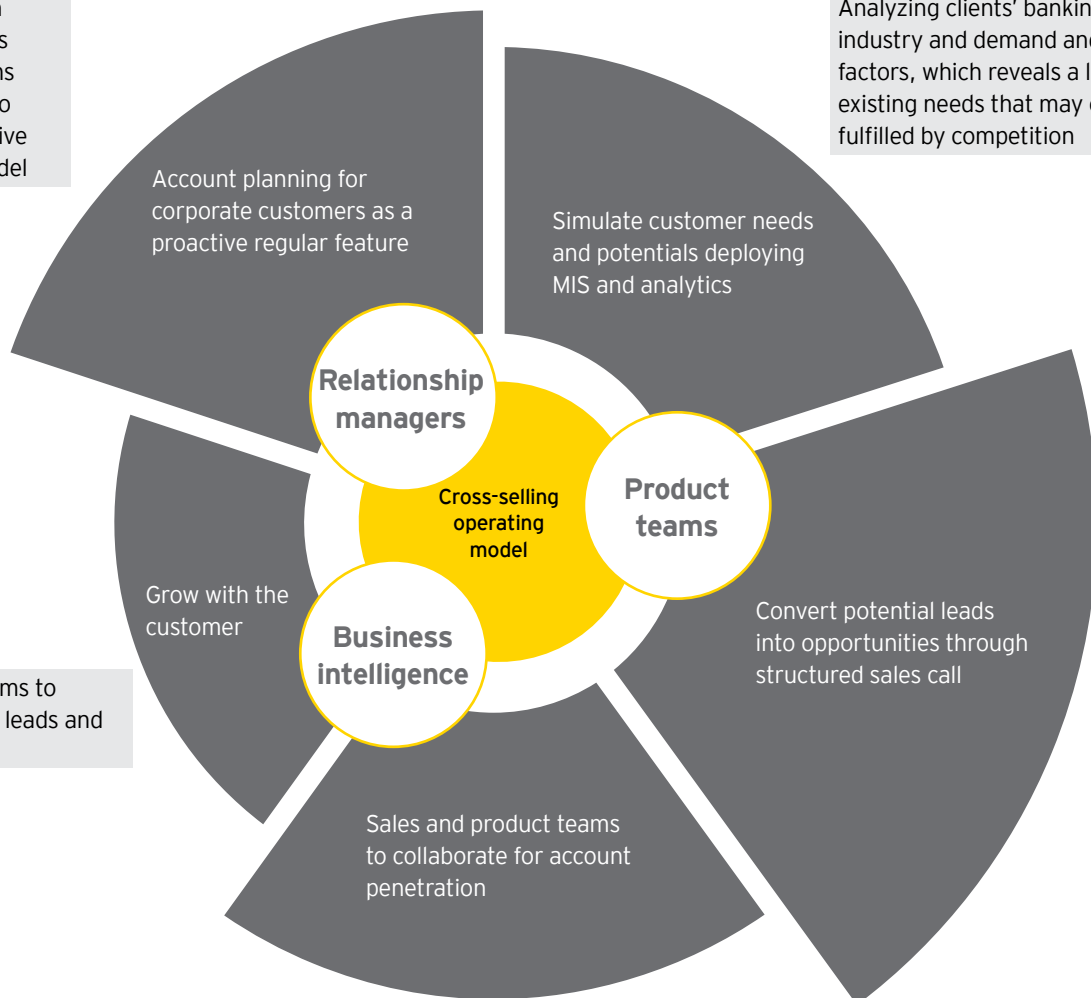 del
Analyzing clients' bankin
industry and demand and
factors, which reveals a l
existing needs that may
fulfilled by competition
Account planning for
corporate customers as a
proactive regular feature
Simulate customer needs
and potentials deploying
MIS and analytics
Relationship
managers
Cross-selling
operating
model
Product
teams
Grow with the
customer
Business
intelligence
Convert potential leads
into opportunities through
structured sales call
ms to
leads and
Sales and product teams
to collaborate for account
penetration